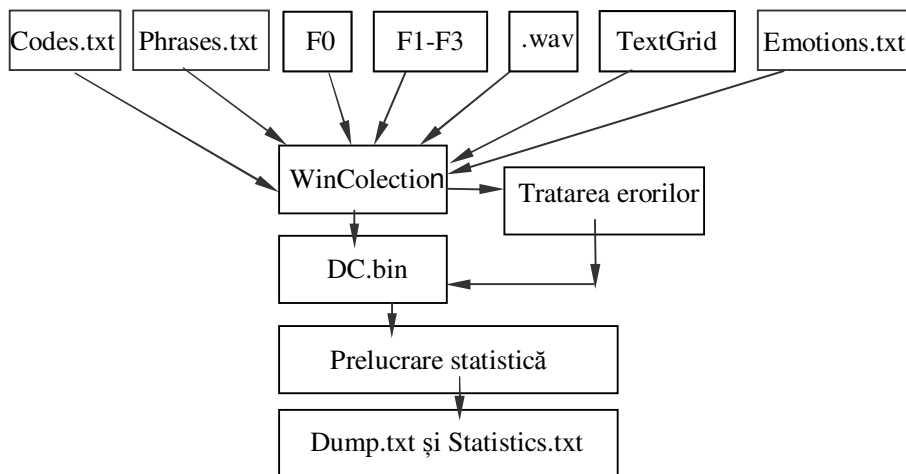 Codes.txt
Phrases.txt
F0
F1-F3
.wav
TextGrid
Emotions.txt
WinColection
Tratarea erorilor
DC.bin
Prelucrare statistică
Dump.txt și Statistics.txt